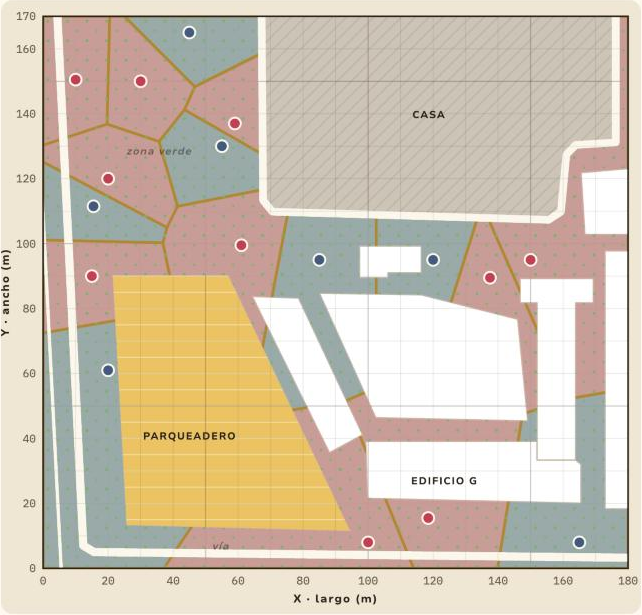 170
160
140
120
100
80
60
40
20
0
Y · ancho (m)
CASA
zona verde
PARQUEADERO
EDIFICIO G
vía
0 20 40 60 80 100 120 140 160 180
X · largo (m)